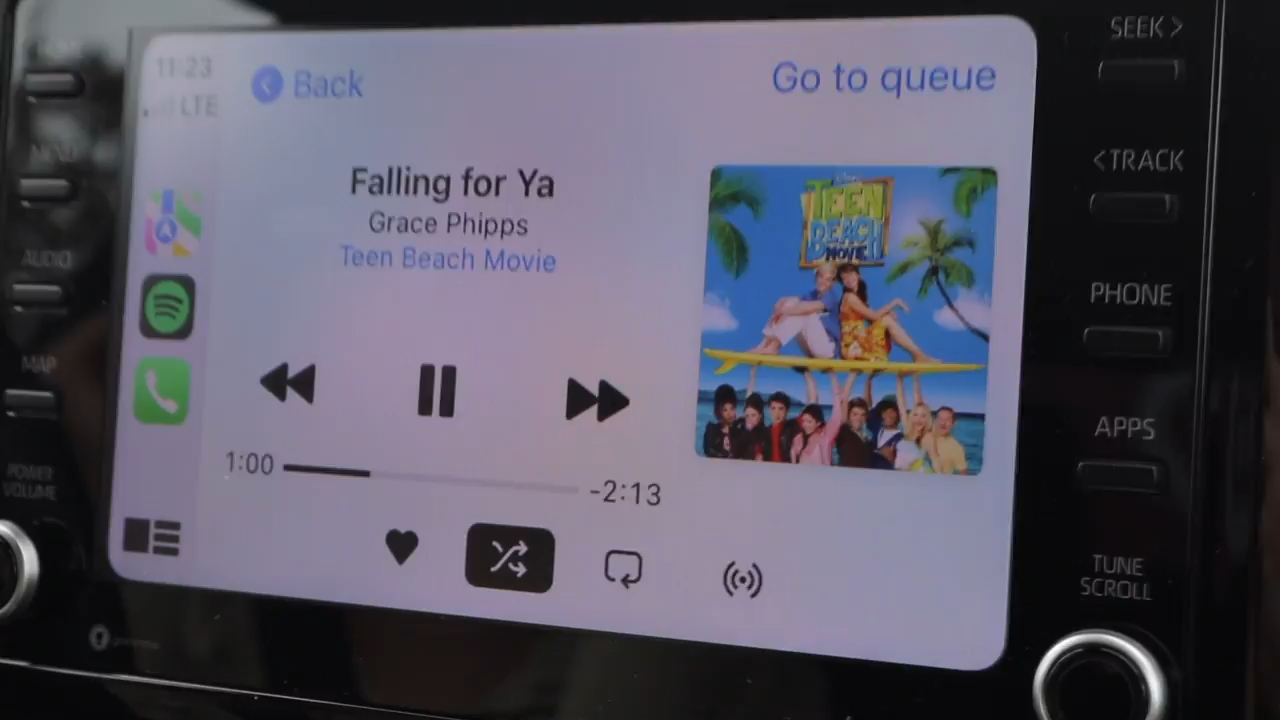 11:23
LTE
Back
Go to queue
Falling for Ya
Grace Phipps
Teen Beach Movie
TEEN
BEACH
MOVIE
1:00
-2:13
AUDIO
MAP
POWER
VOLUME
SEEK >
< TRACK
PHONE
APPS
TUNE
SCROLL